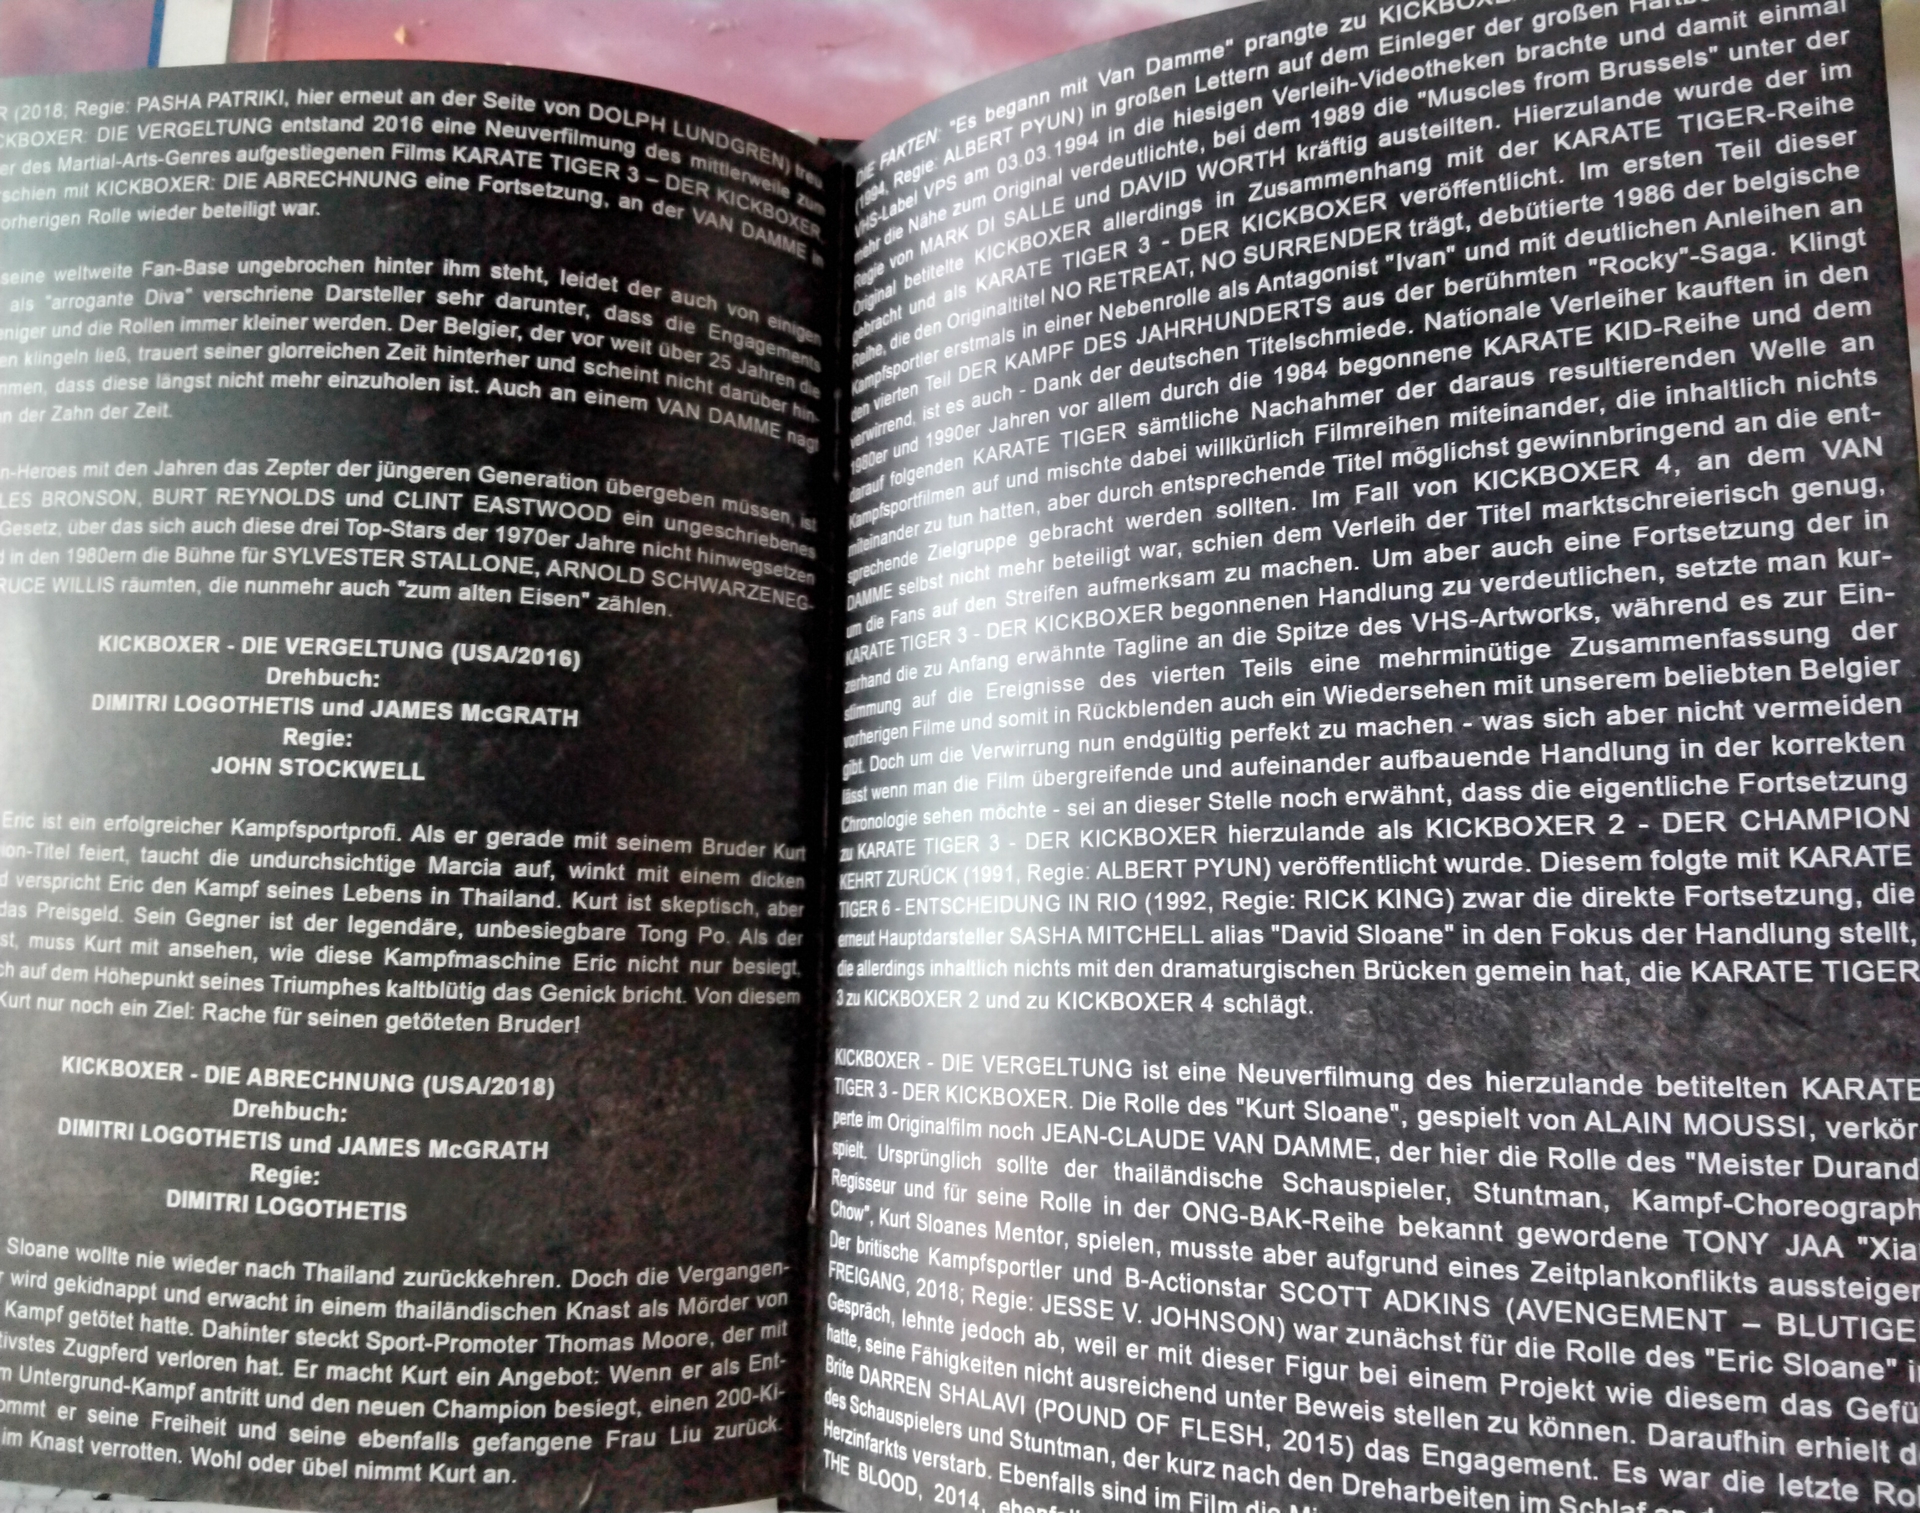 R (2018; Regie: PASHA PATRIKI, hier erneut an der Seite von DOLPH LUNDGREN) treu
CKBOXER: DIE VERGELTUNG entstand 2016 eine Neuverfilmung des mittlerweile zum
er des Martial-Arts-Genres aufgestiegenen Films KARATE TIGER 3 – DER KICKBOXER.
schien mit KICKBOXER: DIE ABRECHNUNG eine Fortsetzung, an der VAN DAMME in
orherigen Rolle wieder beteiligt war.
seine weltweite Fan-Base ungebrochen hinter ihm steht, leidet der auch von einigen
als "arrogante Diva" verschriene Darsteller sehr darunter, dass die Engagements
eniger und die Rollen immer kleiner werden. Der Belgier, der vor weit über 25 Jahren die
en klingeln ließ, trauert seiner glorreichen Zeit hinterher und scheint nicht darüber hin-
mmen, dass diese längst nicht mehr einzuholen ist. Auch an einem VAN DAMME nagt
n der Zahn der Zeit.
n-Heroes mit den Jahren das Zepter der jüngeren Generation übergeben müssen, ist
LES BRONSON, BURT REYNOLDS und CLINT EASTWOOD ein ungeschriebenes
Gesetz, über das sich auch diese drei Top-Stars der 1970er Jahre nicht hinwegsetzen
d in den 1980ern die Bühne für SYLVESTER STALLONE, ARNOLD SCHWARZENEG-
RUCE WILLIS räumten, die nunmehr auch "zum alten Eisen" zählen.
KICKBOXER - DIE VERGELTUNG (USA/2016)
Drehbuch:
DIMITRI LOGOTHETIS und JAMES McGRATH
Regie:
JOHN STOCKWELL
Eric ist ein erfolgreicher Kampfsportprofi. Als er gerade mit seinem Bruder Kurt
ion-Titel feiert, taucht die undurchsichtige Marcia auf, winkt mit einem dicken
d verspricht Eric den Kampf seines Lebens in Thailand. Kurt ist skeptisch, aber
das Preisgeld. Sein Gegner ist der legendäre, unbesiegbare Tong Po. Als der
st, muss Kurt mit ansehen, wie diese Kampfmaschine Eric nicht nur besiegt,
ch auf dem Höhepunkt seines Triumphes kaltblütig das Genick bricht. Von diesem
Kurt nur noch ein Ziel: Rache für seinen getöteten Bruder!
KICKBOXER - DIE ABRECHNUNG (USA/2018)
Drehbuch:
DIMITRI LOGOTHETIS und JAMES McGRATH
Regie:
DIMITRI LOGOTHETIS
Sloane wollte nie wieder nach Thailand zurückkehren. Doch die Vergangen-
r wird gekidnappt und erwacht in einem thailändischen Knast als Mörder von
Kampf getötet hatte. Dahinter steckt Sport-Promoter Thomas Moore, der mit
tivstes Zugpferd verloren hat. Er macht Kurt ein Angebot: Wenn er als Ent-
m Untergrund-Kampf antritt und den neuen Champion besiegt, einen 200-Ki-
ommt er seine Freiheit und seine ebenfalls gefangene Frau Liu zurück.
im Knast verrotten. Wohl oder übel nimmt Kurt an.
DIE FAKTEN: "Es begann mit Van Damme" prangte zu KICKBOXE
(1994, Regie: ALBERT PYUN) in großen Lettern auf dem Einleger der großen
VHS-Label VPS am 03.03.1994 in die hiesigen Verleih-Videotheken brachte und damit einmal
mehr die Nähe zum Original verdeutlichte, bei dem 1989 die "Muscles from Brussels" unter der
Regie von MARK DI SALLE und DAVID WORTH kräftig austeilten. Hierzulande wurde der im
Original betitelte KICKBOXER allerdings in Zusammenhang mit der KARATE TIGER-Reihe
gebracht und als KARATE TIGER 3 - DER KICKBOXER veröffentlicht. Im ersten Teil dieser
Reihe, die den Originaltitel NO RETREAT, NO SURRENDER trägt, debütierte 1986 der belgische
Kampfsportler erstmals in einer Nebenrolle als Antagonist "Ivan" und mit deutlichen Anleihen an
den vierten Teil DER KAMPF DES JAHRHUNDERTS aus der berühmten "Rocky"-Saga. Klingt
verwirrend, ist es auch - Dank der deutschen Titelschmiede. Nationale Verleiher kauften in den
1980er und 1990er Jahren vor allem durch die 1984 begonnene KARATE KID-Reihe und dem
darauf folgenden KARATE TIGER sämtliche Nachahmer der daraus resultierenden Welle an
Kampfsportfilmen auf und mischte dabei willkürlich Filmreihen miteinander, die inhaltlich nichts
miteinander zu tun hatten, aber durch entsprechende Titel möglichst gewinnbringend an die ent-
sprechende Zielgruppe gebracht werden sollten. Im Fall von KICKBOXER 4, an dem VAN
DAMME selbst nicht mehr beteiligt war, schien dem Verleih der Titel marktschreierisch genug,
um die Fans auf den Streifen aufmerksam zu machen. Um aber auch eine Fortsetzung der in
KARATE TIGER 3 - DER KICKBOXER begonnenen Handlung zu verdeutlichen, setzte man kur-
zerhand die zu Anfang erwähnte Tagline an die Spitze des VHS-Artworks, während es zur Ein-
stimmung auf die Ereignisse des vierten Teils eine mehrminütige Zusammenfassung der
vorherigen Filme und somit in Rückblenden auch ein Wiedersehen mit unserem beliebten Belgier
gibt. Doch um die Verwirrung nun endgültig perfekt zu machen - was sich aber nicht vermeiden
lässt wenn man die Film übergreifende und aufeinander aufbauende Handlung in der korrekten
Chronologie sehen möchte - sei an dieser Stelle noch erwähnt, dass die eigentliche Fortsetzung
zu KARATE TIGER 3 - DER KICKBOXER hierzulande als KICKBOXER 2 - DER CHAMPION
KEHRT ZURÜCK (1991, Regie: ALBERT PYUN) veröffentlicht wurde. Diesem folgte mit KARATE
TIGER 6 - ENTSCHEIDUNG IN RIO (1992, Regie: RICK KING) zwar die direkte Fortsetzung, die
erneut Hauptdarsteller SASHA MITCHELL alias "David Sloane" in den Fokus der Handlung stellt,
die allerdings inhaltlich nichts mit den dramaturgischen Brücken gemein hat, die KARATE TIGER
3 zu KICKBOXER 2 und zu KICKBOXER 4 schlägt.
KICKBOXER - DIE VERGELTUNG ist eine Neuverfilmung des hierzulande betitelten KARATE
TIGER 3 - DER KICKBOXER. Die Rolle des "Kurt Sloane", gespielt von ALAIN MOUSSI, verkör-
perte im Originalfilm noch JEAN-CLAUDE VAN DAMME, der hier die Rolle des "Meister Durand"
spielt. Ursprünglich sollte der thailändische Schauspieler, Stuntman, Kampf-Choreograph
Regisseur und für seine Rolle in der ONG-BAK-Reihe bekannt gewordene TONY JAA "Xia
Chow", Kurt Sloanes Mentor, spielen, musste aber aufgrund eines Zeitplankonflikts aussteigen
Der britische Kampfsportler und B-Actionstar SCOTT ADKINS (AVENGEMENT – BLUTIGE
FREIGANG, 2018; Regie: JESSE V. JOHNSON) war zunächst für die Rolle des "Eric Sloane" i
Gespräch, lehnte jedoch ab, weil er mit dieser Figur bei einem Projekt wie diesem das Gefü
hatte, seine Fähigkeiten nicht ausreichend unter Beweis stellen zu können. Daraufhin erhielt d
Brite DARREN SHALAVI (POUND OF FLESH, 2015) das Engagement. Es war die letzte Rol
des Schauspielers und Stuntman, der kurz nach den Dreharbeiten im Schlaf
Herzinfarkts verstarb. Ebenfalls sind im Film die
THE BLOOD, 2014,